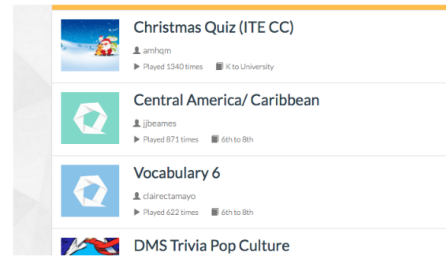 Christmas Quiz (ITE CC)
amhqm
Played 1340 times K to University
Central America/ Caribbean
jjbeames
Played 871 times 6th to 8th
Vocabulary 6
clairectamayo
Played 622 times 6th to 8th
DMS Trivia Pop Culture